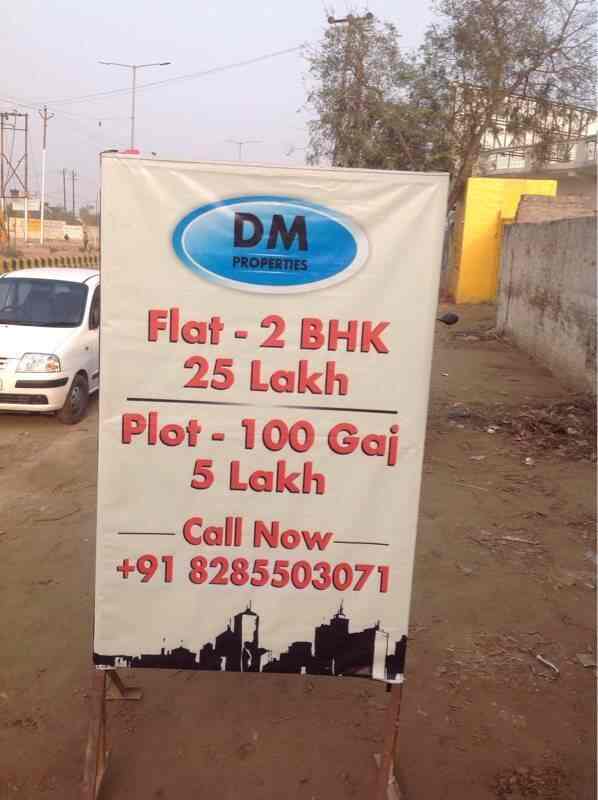 DM
PROPERTIES
Flat - 2 BHK
25 Lakh
Plot - 100 Gaj
5 Lakh
Call Now
+91 8285503071